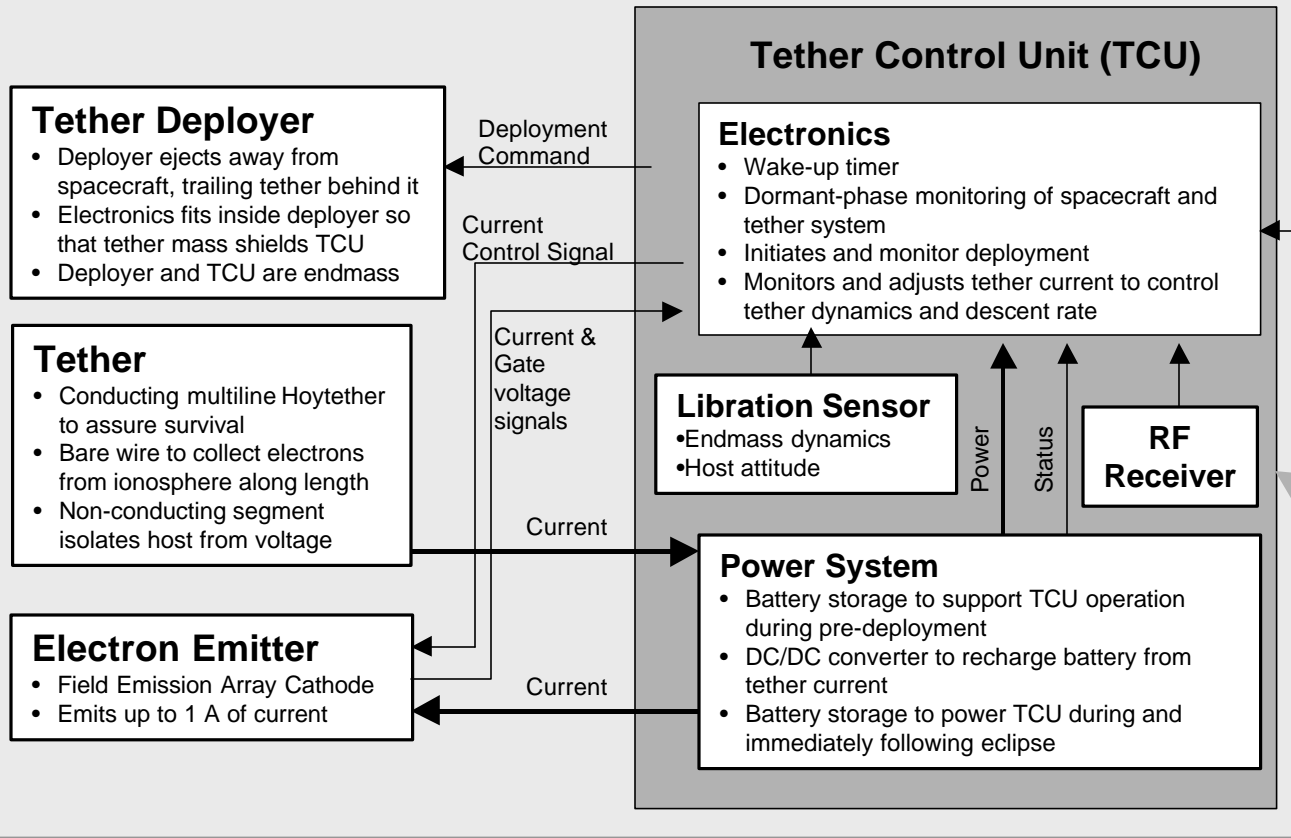 Tether Control Unit (TCU)
Tether Deployer
• Deployer ejects away from
spacecraft, trailing tether behind it
• Electronics fits inside deployer so
that tether mass shields TCU
• Deployer and TCU are endmass
Deployment
Command
Current
Control Signal
Electronics
• Wake-up timer
• Dormant-phase monitoring of spacecraft and
tether system
• Initiates and monitor deployment
• Monitors and adjusts tether current to control
tether dynamics and descent rate
Tether
• Conducting multiline Hoytether
to assure survival
• Bare wire to collect electrons
from ionosphere along length
• Non-conducting segment
isolates host from voltage
Current &
Gate
voltage
signals
Libration Sensor
•Endmass dynamics
•Host attitude
Power
Status
RF
Receiver
Current
Power System
• Battery storage to support TCU operation
during pre-deployment
• DC/DC converter to recharge battery from
tether current
• Battery storage to power TCU during and
immediately following eclipse
Electron Emitter
• Field Emission Array Cathode
• Emits up to 1 A of current
Current